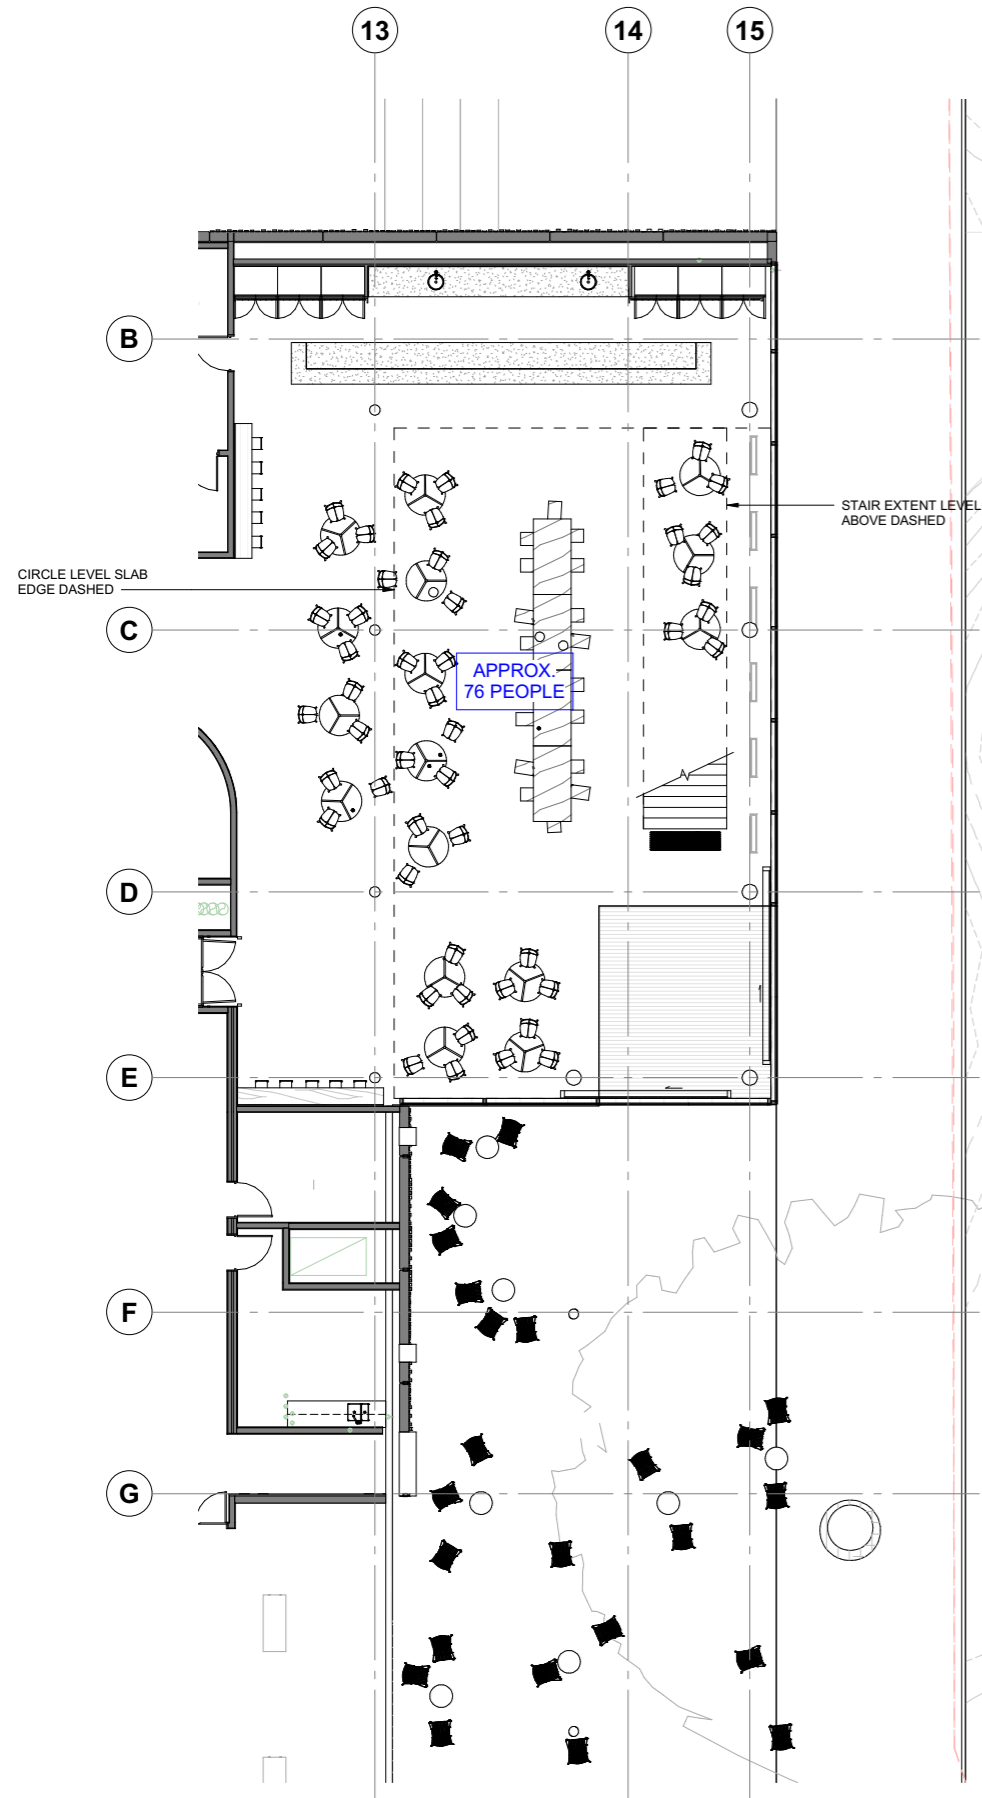 13
14
15
B
STAIR EXTENT LEVEL
ABOVE DASHED
CIRCLE LEVEL SLAB
EDGE DASHED
C
APPROX.
76 PEOPLE
D
E
F
G